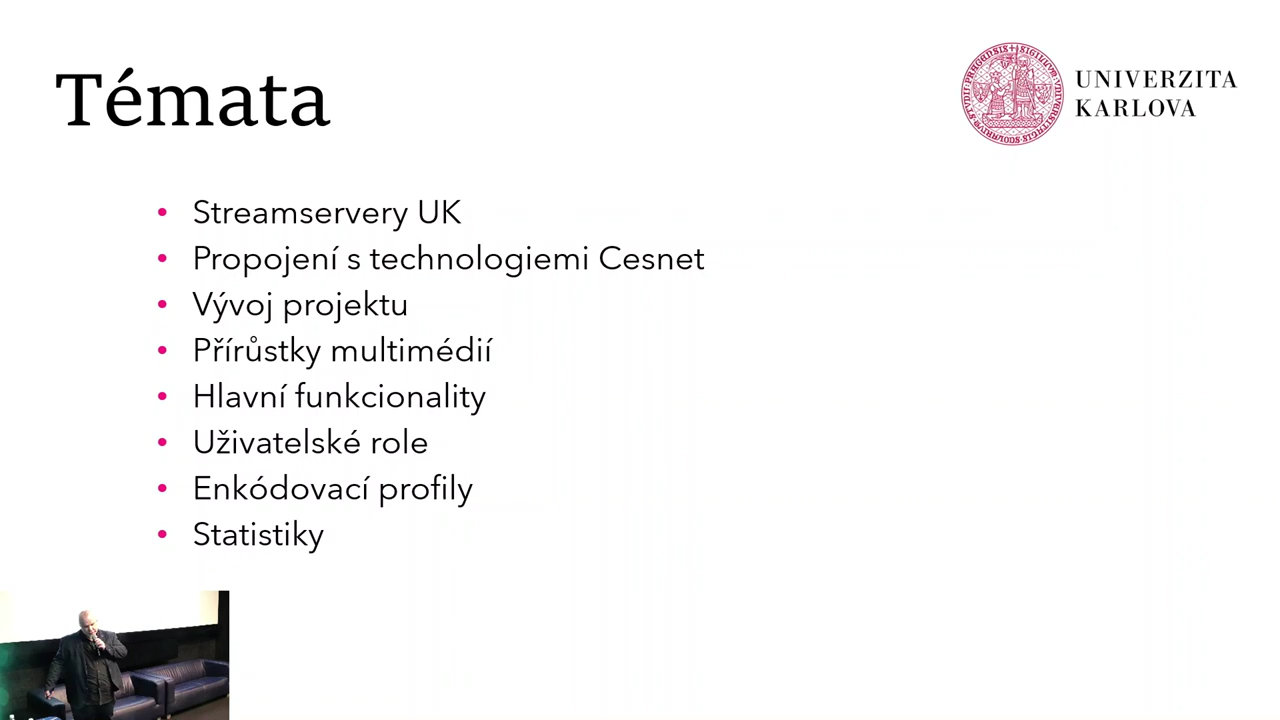 Témata
UNIVERZITA
KARLOVA
• Streamservery UK
• Propojení s technologiemi Cesnet
• Vývoj projektu
• Přírůstky multimédií
• Hlavní funkcionality
• Uživatelské role
• Enkódovací profily
• Statistiky